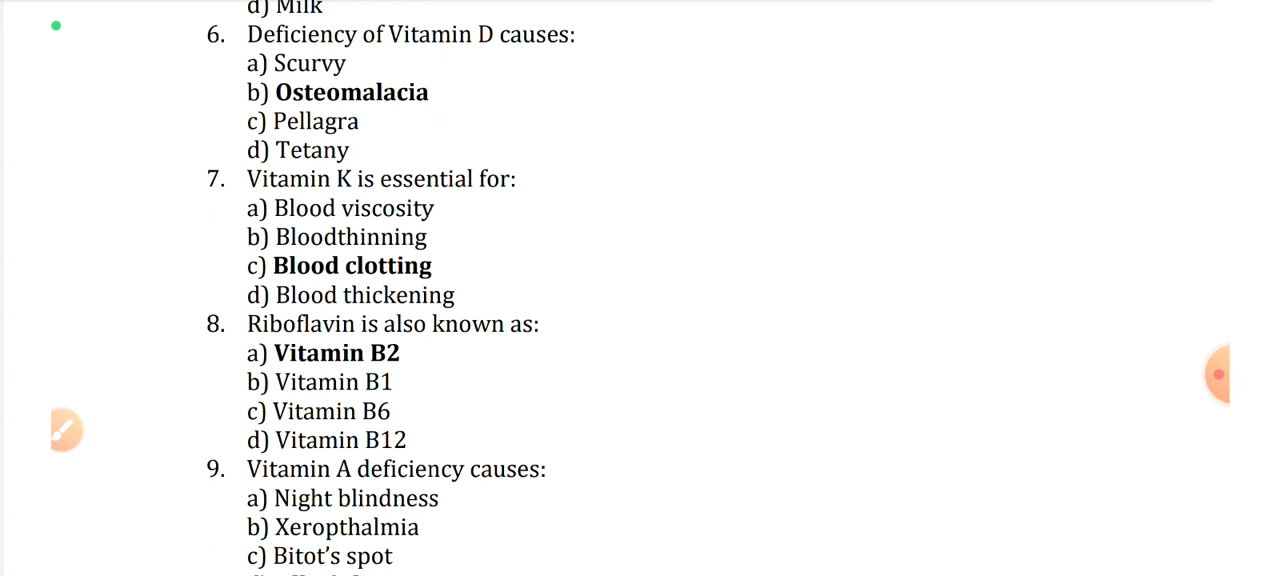 d) Milk
6. Deficiency of Vitamin D causes:
a) Scurvy
b) Osteomalacia
c) Pellagra
d) Tetany
7. Vitamin K is essential for:
a) Blood viscosity
b) Bloodthinning
c) Blood clotting
d) Blood thickening
8. Riboflavin is also known as:
a) Vitamin B2
b) Vitamin B1
c) Vitamin B6
d) Vitamin B12
9. Vitamin A deficiency causes:
a) Night blindness
b) Xeropthalmia
c) Bitot’s spot